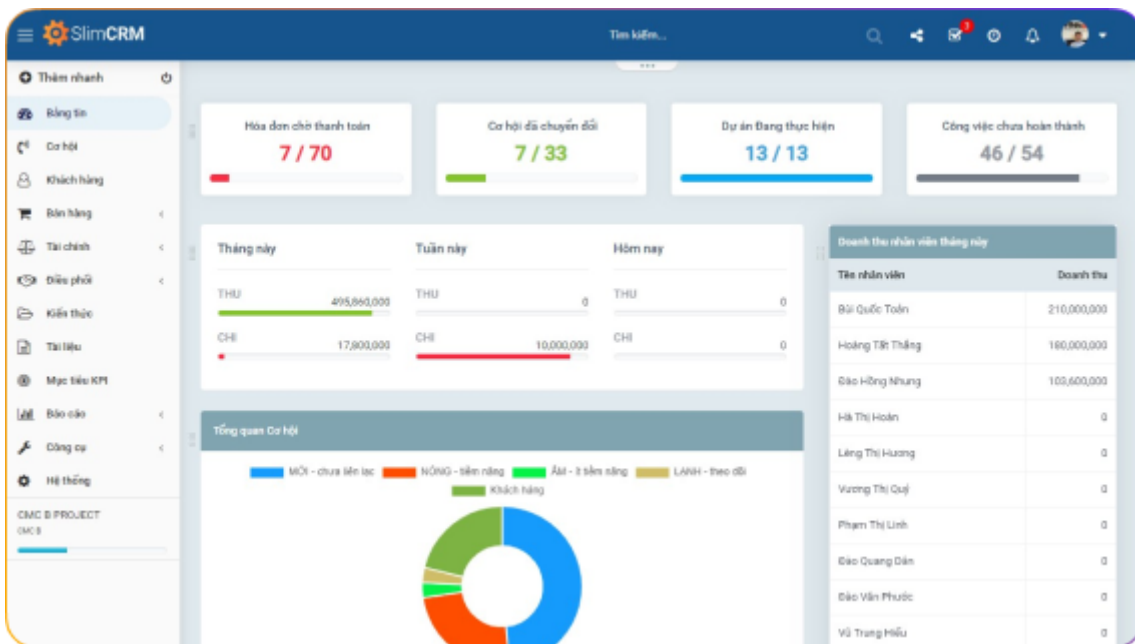 SlimCRM
Tìm kiếm...
3
Thêm nhanh
Bảng tin
Cơ hội
Khách hàng
Bán hàng
Tài chính
Điều phối
Kiến thức
Tài liệu
Mục tiêu KPI
Báo cáo
Công cụ
Hệ thống
CMC B PROJECT
CMC B
Hóa đơn chờ thanh toán
7 / 70
Cơ hội đã chuyển đổi
7 / 33
Dự án Đang thực hiện
13 / 13
Công việc chưa hoàn thành
46 / 54
Tháng này
THU 495,860,000
CHI 17,800,000
Tuần này
THU 0
CHI 10,000,000
Hôm nay
THU 0
CHI 0
Tổng quan Cơ hội
MỚI - chưa liên lạc
NÓNG - tiềm năng
ẤM - ít tiềm năng
LẠNH - theo dõi
Khách hàng
Doanh thu nhân viên tháng này
Tên nhân viên Doanh thu
Bùi Quốc Toản 210,000,000
Hoàng Tất Thắng 180,000,000
Đào Hồng Nhung 103,600,000
Hà Thị Hoàn 0
Lèng Thị Hương 0
Vương Thị Quý 0
Phạm Thị Linh 0
Đào Quang Dân 0
Đào Văn Phước 0
Vũ Trung Hiếu 0